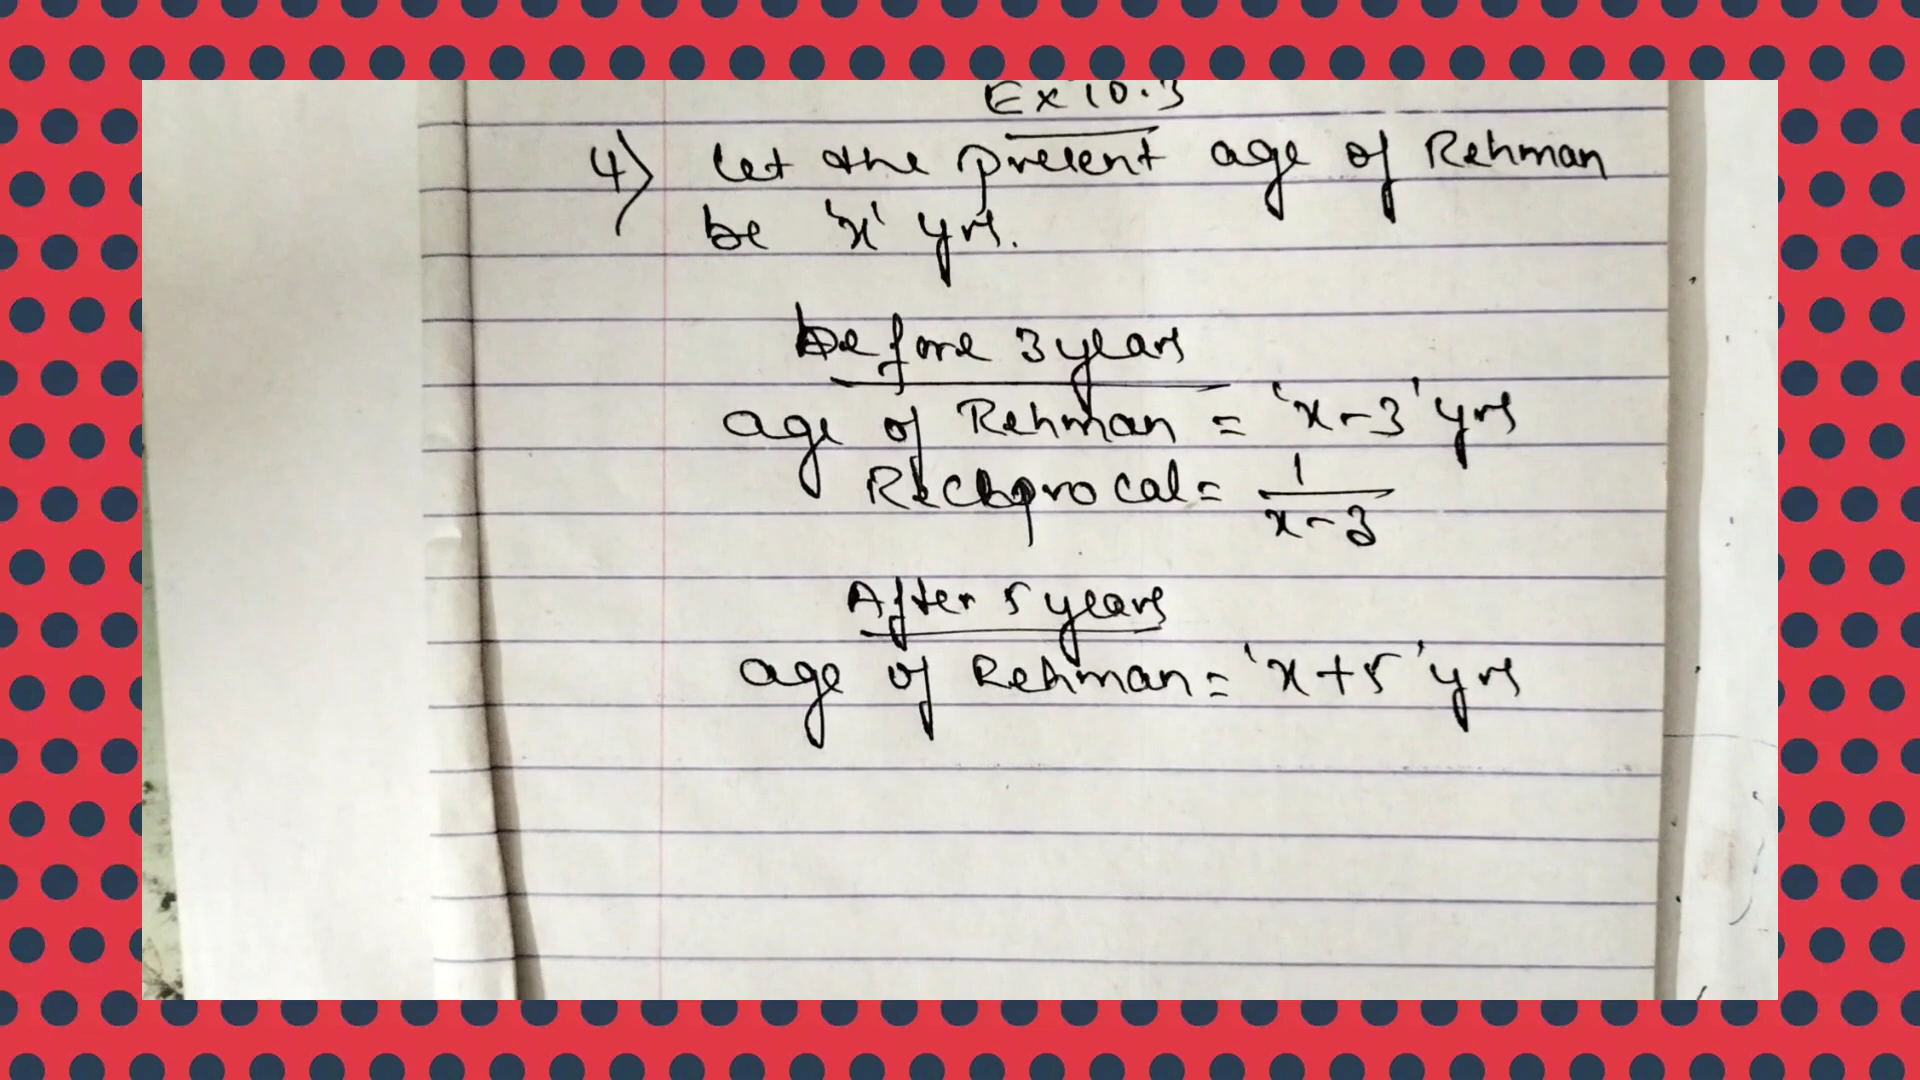 Ex 10.3
4) Let the present age of Rehman
be 'x' yrs.
before 3 years
age of Rehman = 'x-3' yrs
Reciprocal = 1/x-3
After 5 years
age of Rehman = 'x+5' yrs